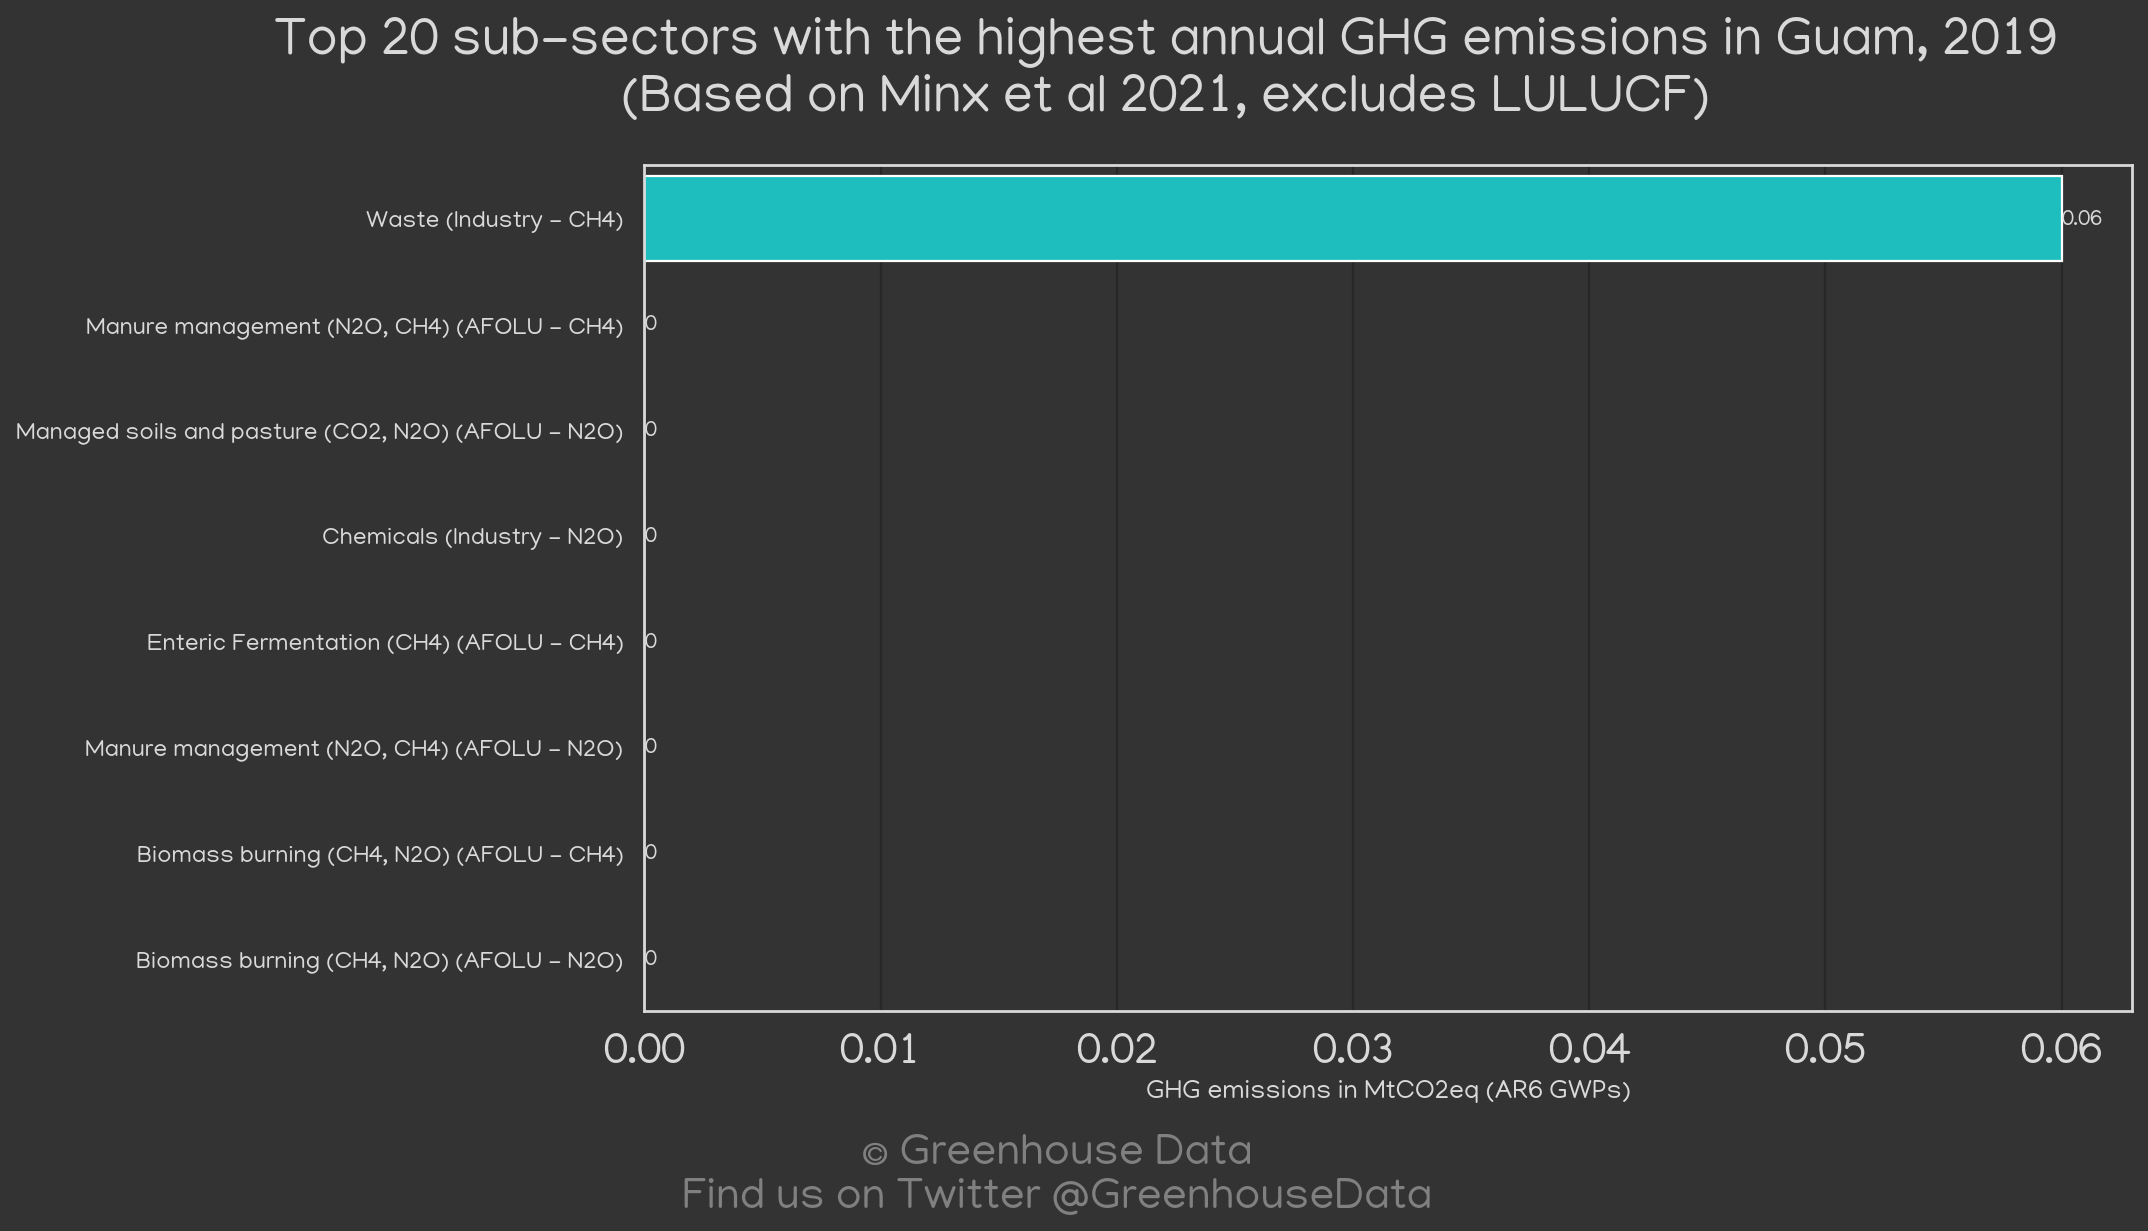 Top 20 sub-sectors with the highest annual GHG emissions in Guam, 2019
(Based on Minx et al 2021, excludes LULUCF)
Waste (Industry - CH4)
0.06
Manure management (N2O, CH4) (AFOLU - CH4)
0
Managed soils and pasture (CO2, N2O) (AFOLU - N2O)
0
Chemicals (Industry - N2O)
0
Enteric Fermentation (CH4) (AFOLU - CH4)
0
Manure management (N2O, CH4) (AFOLU - N2O)
0
Biomass burning (CH4, N2O) (AFOLU - CH4)
0
Biomass burning (CH4, N2O) (AFOLU - N2O)
0
0.00 0.01 0.02 0.03 0.04 0.05 0.06
GHG emissions in MtCO2eq (AR6 GWPs)
© Greenhouse Data
Find us on Twitter @GreenhouseData